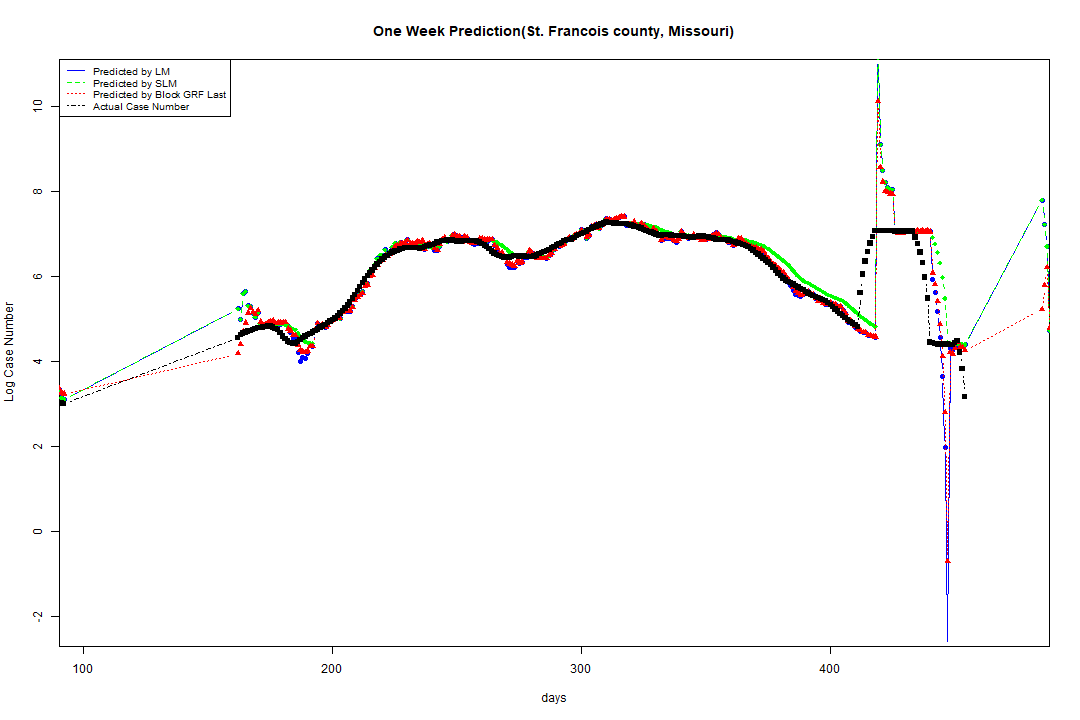 One Week Prediction(St. Francois county, Missouri)
Predicted by LM
Predicted by SLM
Predicted by Block GRF Last
Actual Case Number
Log Case Number
10
8
6
4
2
0
-2
100 200 300 400
days